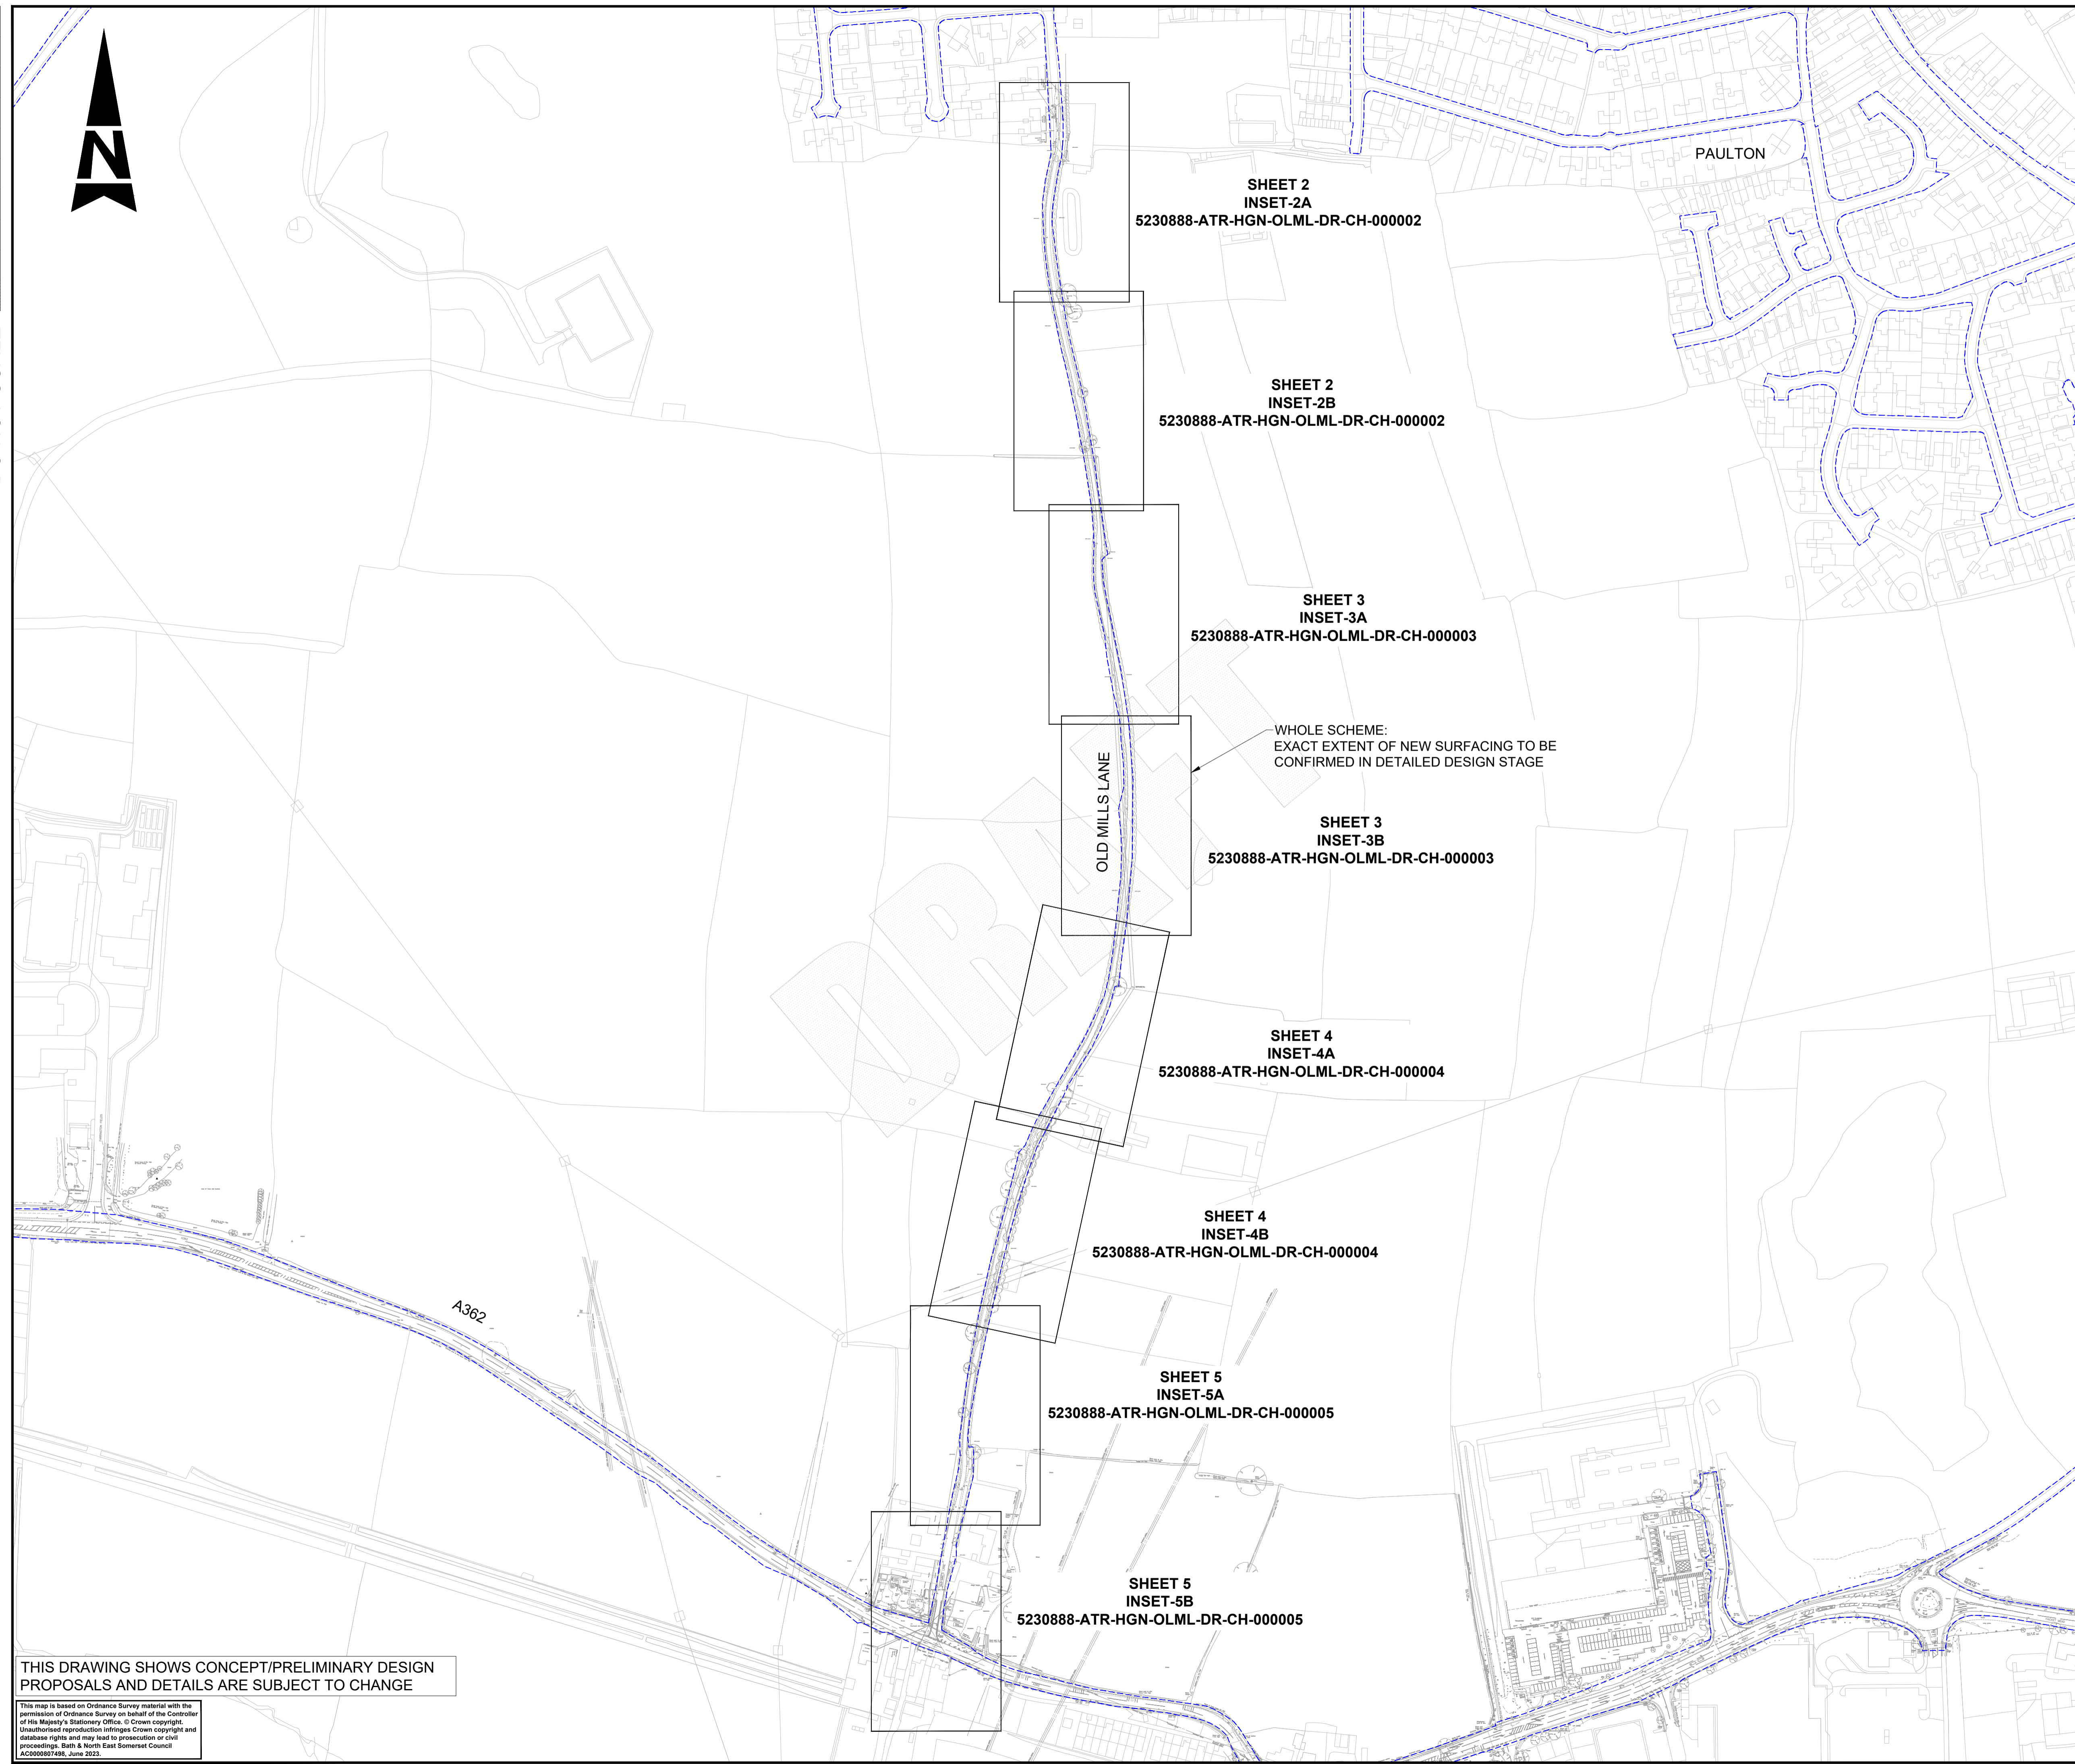 N
PAULTON
SHEET 2
INSET-2A
5230888-ATR-HGN-OLML-DR-CH-000002
SHEET 2
INSET-2B
5230888-ATR-HGN-OLML-DR-CH-000002
SHEET 3
INSET-3A
5230888-ATR-HGN-OLML-DR-CH-000003
WHOLE SCHEME:
EXACT EXTENT OF NEW SURFACING TO BE
CONFIRMED IN DETAILED DESIGN STAGE
OLD MILLS LANE
SHEET 3
INSET-3B
5230888-ATR-HGN-OLML-DR-CH-000003
DRAFT
SHEET 4
INSET-4A
5230888-ATR-HGN-OLML-DR-CH-000004
SHEET 4
INSET-4B
5230888-ATR-HGN-OLML-DR-CH-000004
A362
SHEET 5
INSET-5A
5230888-ATR-HGN-OLML-DR-CH-000005
SHEET 5
INSET-5B
5230888-ATR-HGN-OLML-DR-CH-000005
THIS DRAWING SHOWS CONCEPT/PRELIMINARY DESIGN
PROPOSALS AND DETAILS ARE SUBJECT TO CHANGE
This map is based on Ordnance Survey material with the
permission of Ordnance Survey on behalf of the Controller
of His Majesty's Stationery Office. © Crown copyright.
Unauthorised reproduction infringes Crown copyright and
database rights and may lead to prosecution or civil
proceedings. Bath & North East Somerset Council
AC0000807498, June 2023.